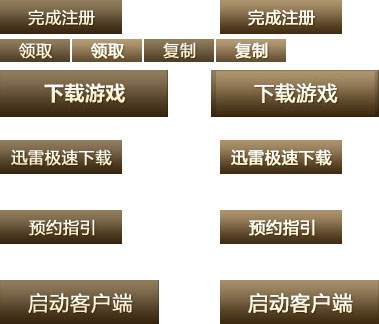 完成注册 完成注册
领取 领取 复制 复制
下载游戏 下载游戏
迅雷极速下载 迅雷极速下载
预约指引 预约指引
启动客户端 启动客户端